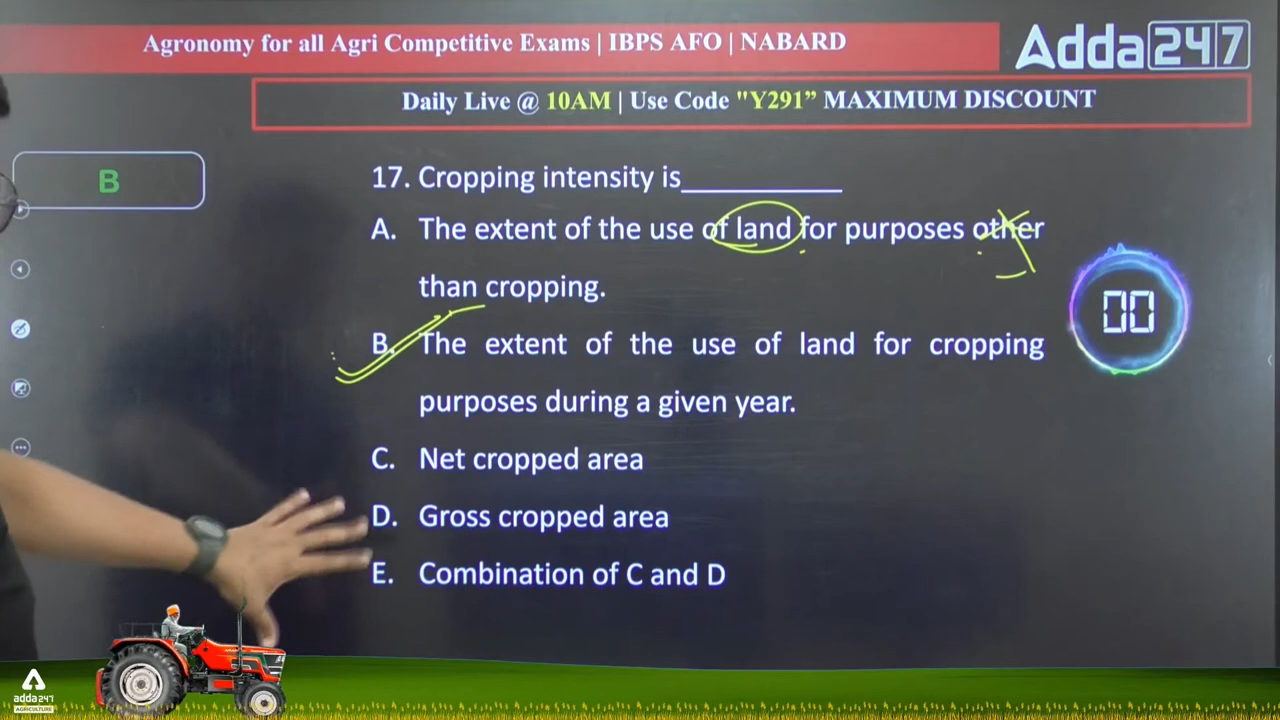 Agronomy for all Agri Competitive Exams | IBPS AFO | NABARD
Adda247
Daily Live @ 10AM | Use Code "Y291” MAXIMUM DISCOUNT
B
17. Cropping intensity is___________
A. The extent of the use of land for purposes other
than cropping.
B. The extent of the use of land for cropping
purposes during a given year.
C. Net cropped area
D. Gross cropped area
E. Combination of C and D
00
adda247
AGRICULTURE